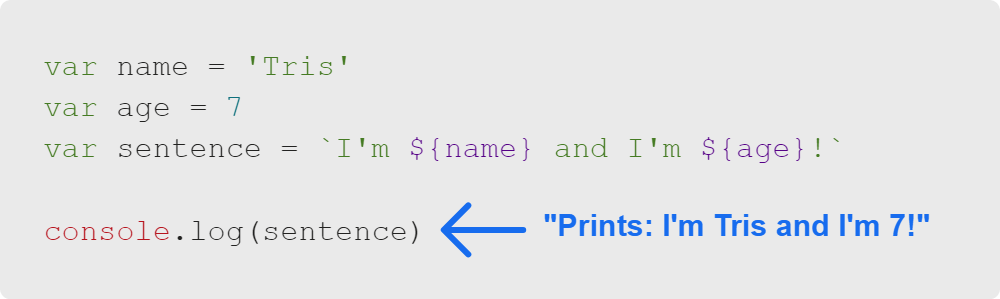 var name = 'Tris'
var age = 7
var sentence = `I'm ${name} and I'm ${age}!`
console.log(sentence) "Prints: I'm Tris and I'm 7!"